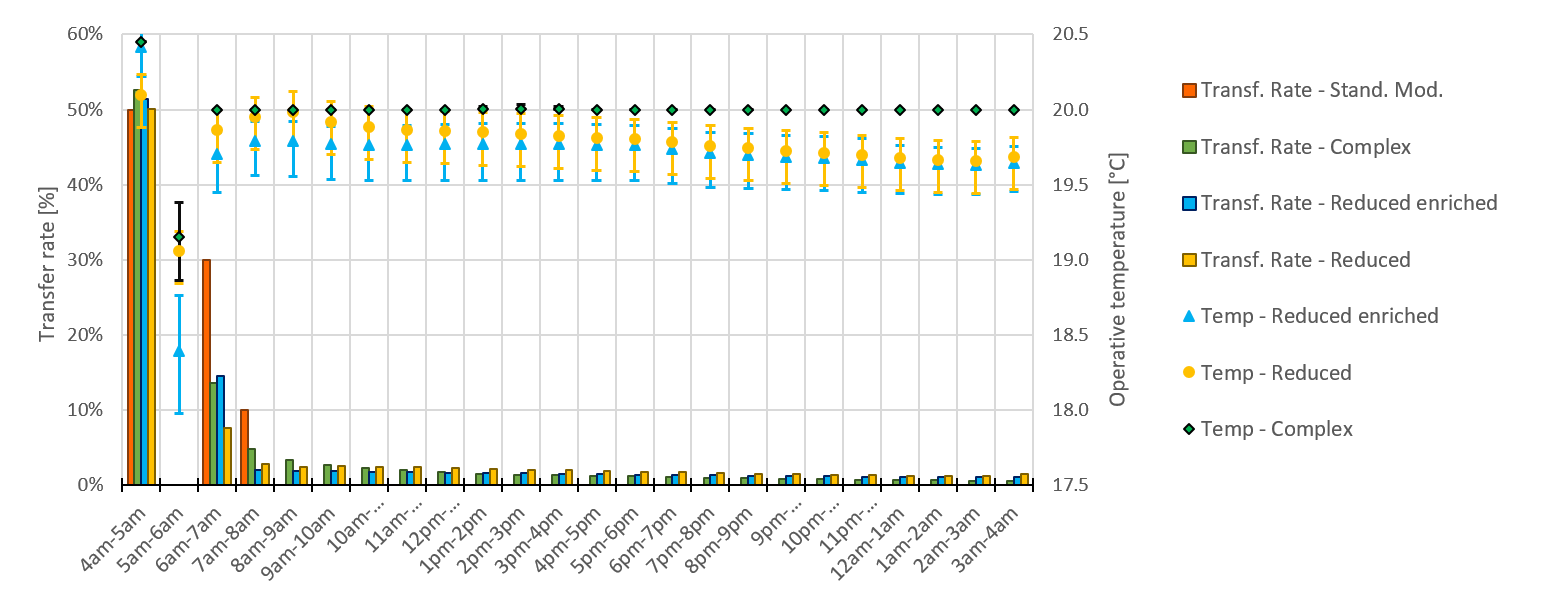 60%
50%
40%
30%
20%
10%
0%
Transfer rate [%]
20.5
20.0
19.5
19.0
18.5
18.0
17.5
Operative temperature [°C]
4am-5am
5am-6am
6am-7am
7am-8am
8am-9am
9am-10am
10am-...
11am-...
12pm-...
1pm-2pm
2pm-3pm
3pm-4pm
4pm-5pm
5pm-6pm
6pm-7pm
7pm-8pm
8pm-9pm
9pm-...
10pm-...
11pm-...
12am-1am
1am-2am
2am-3am
3am-4am
Transf. Rate - Stand. Mod.
Transf. Rate - Complex
Transf. Rate - Reduced enriched
Transf. Rate - Reduced
Temp - Reduced enriched
Temp - Reduced
Temp - Complex